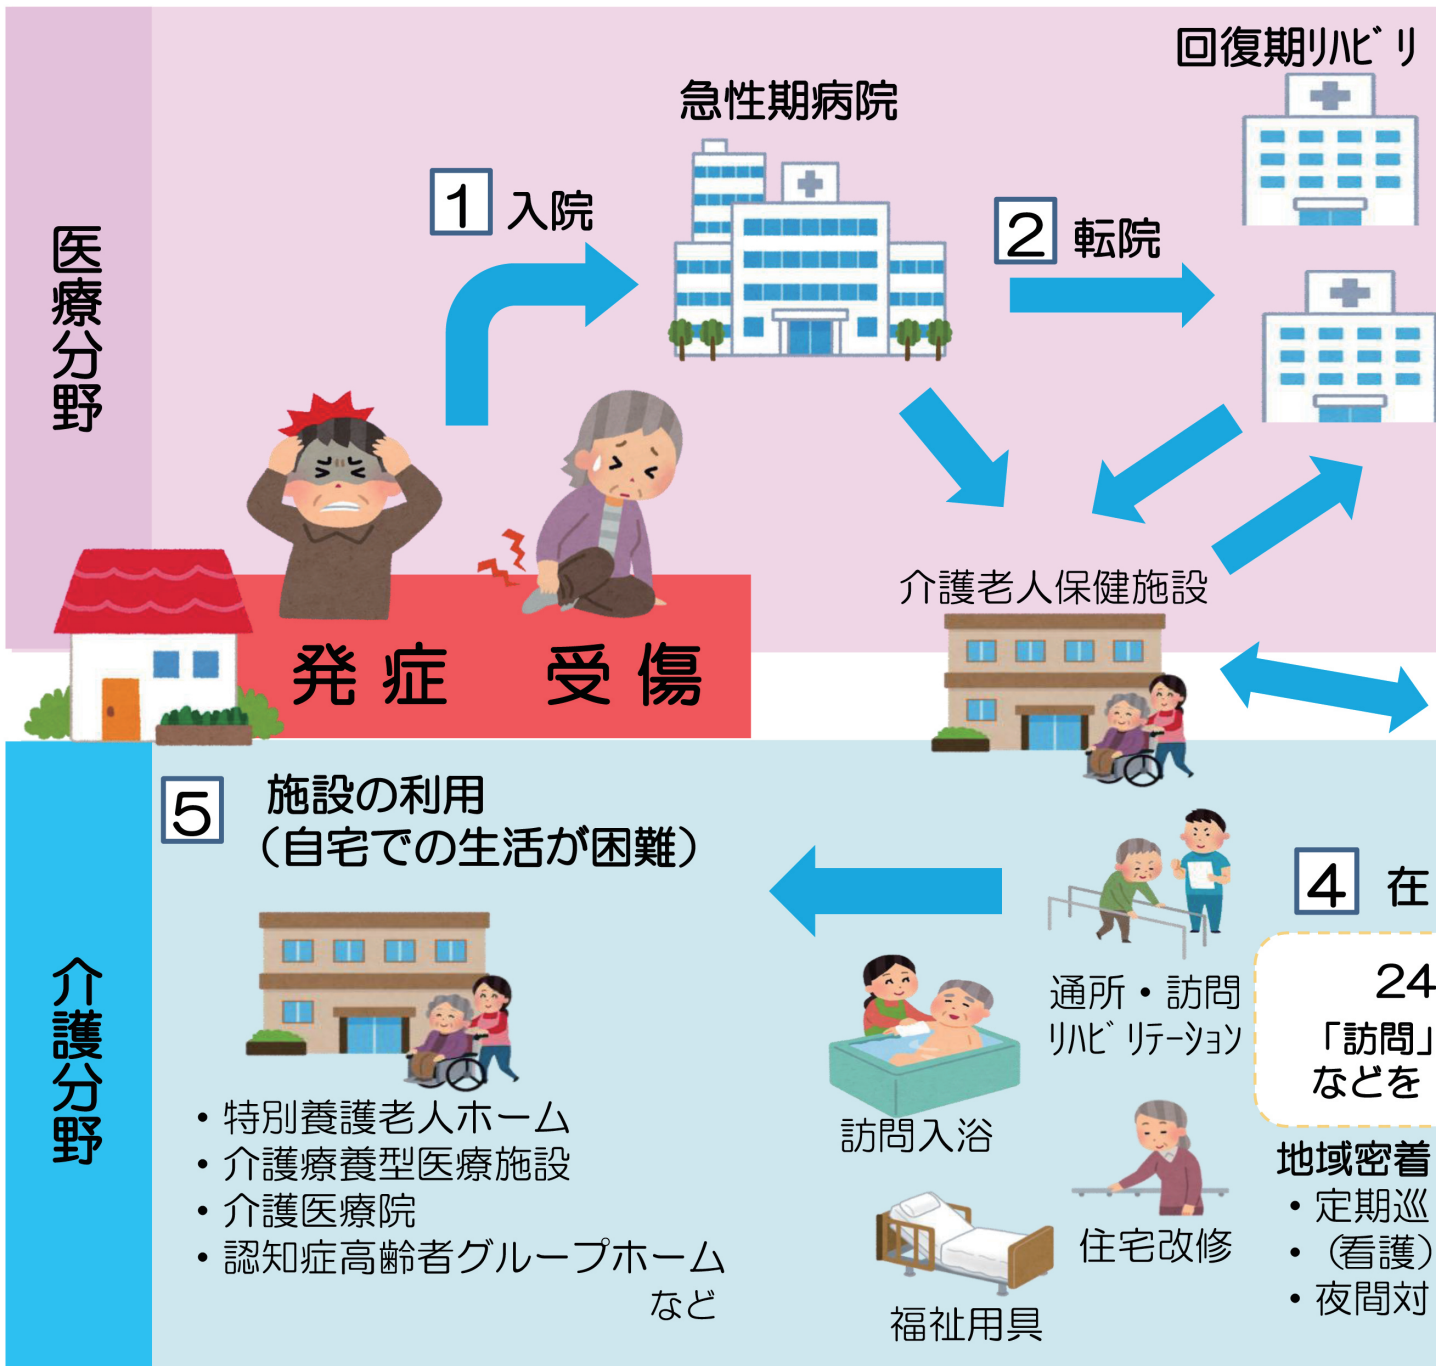 医療分野
回復期リハビリ
急性期病院
1 入院
2 転院
介護老人保健施設
発症 受傷
介護分野
5 施設の利用
（自宅での生活が困難）
・特別養護老人ホーム
・介護療養型医療施設
・介護医療院
・認知症高齢者グループホーム
など
通所・訪問
リハビリテーション
訪問入浴
住宅改修
福祉用具
4 在
24
「訪問」
などを
地域密着
・定期巡
・（看護）
・夜間対